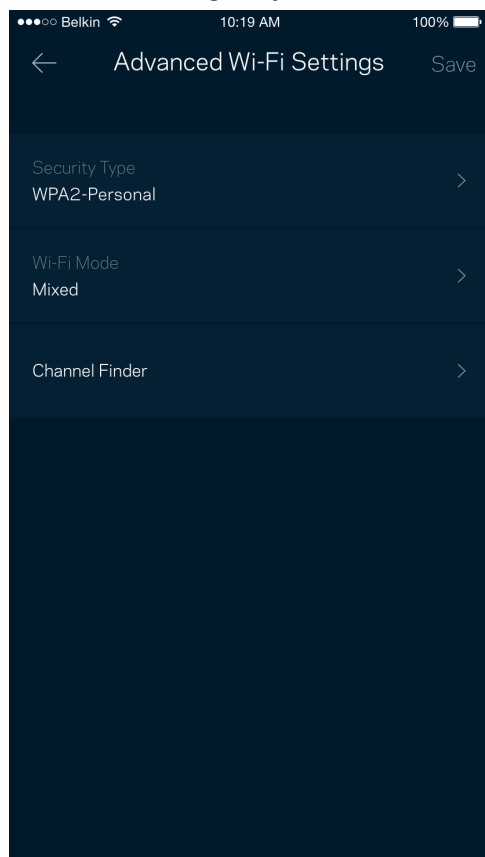 Belkin 10:19 AM 100%
Advanced Wi-Fi Settings Save
Security Type
WPA2-Personal
Wi-Fi Mode
Mixed
Channel Finder